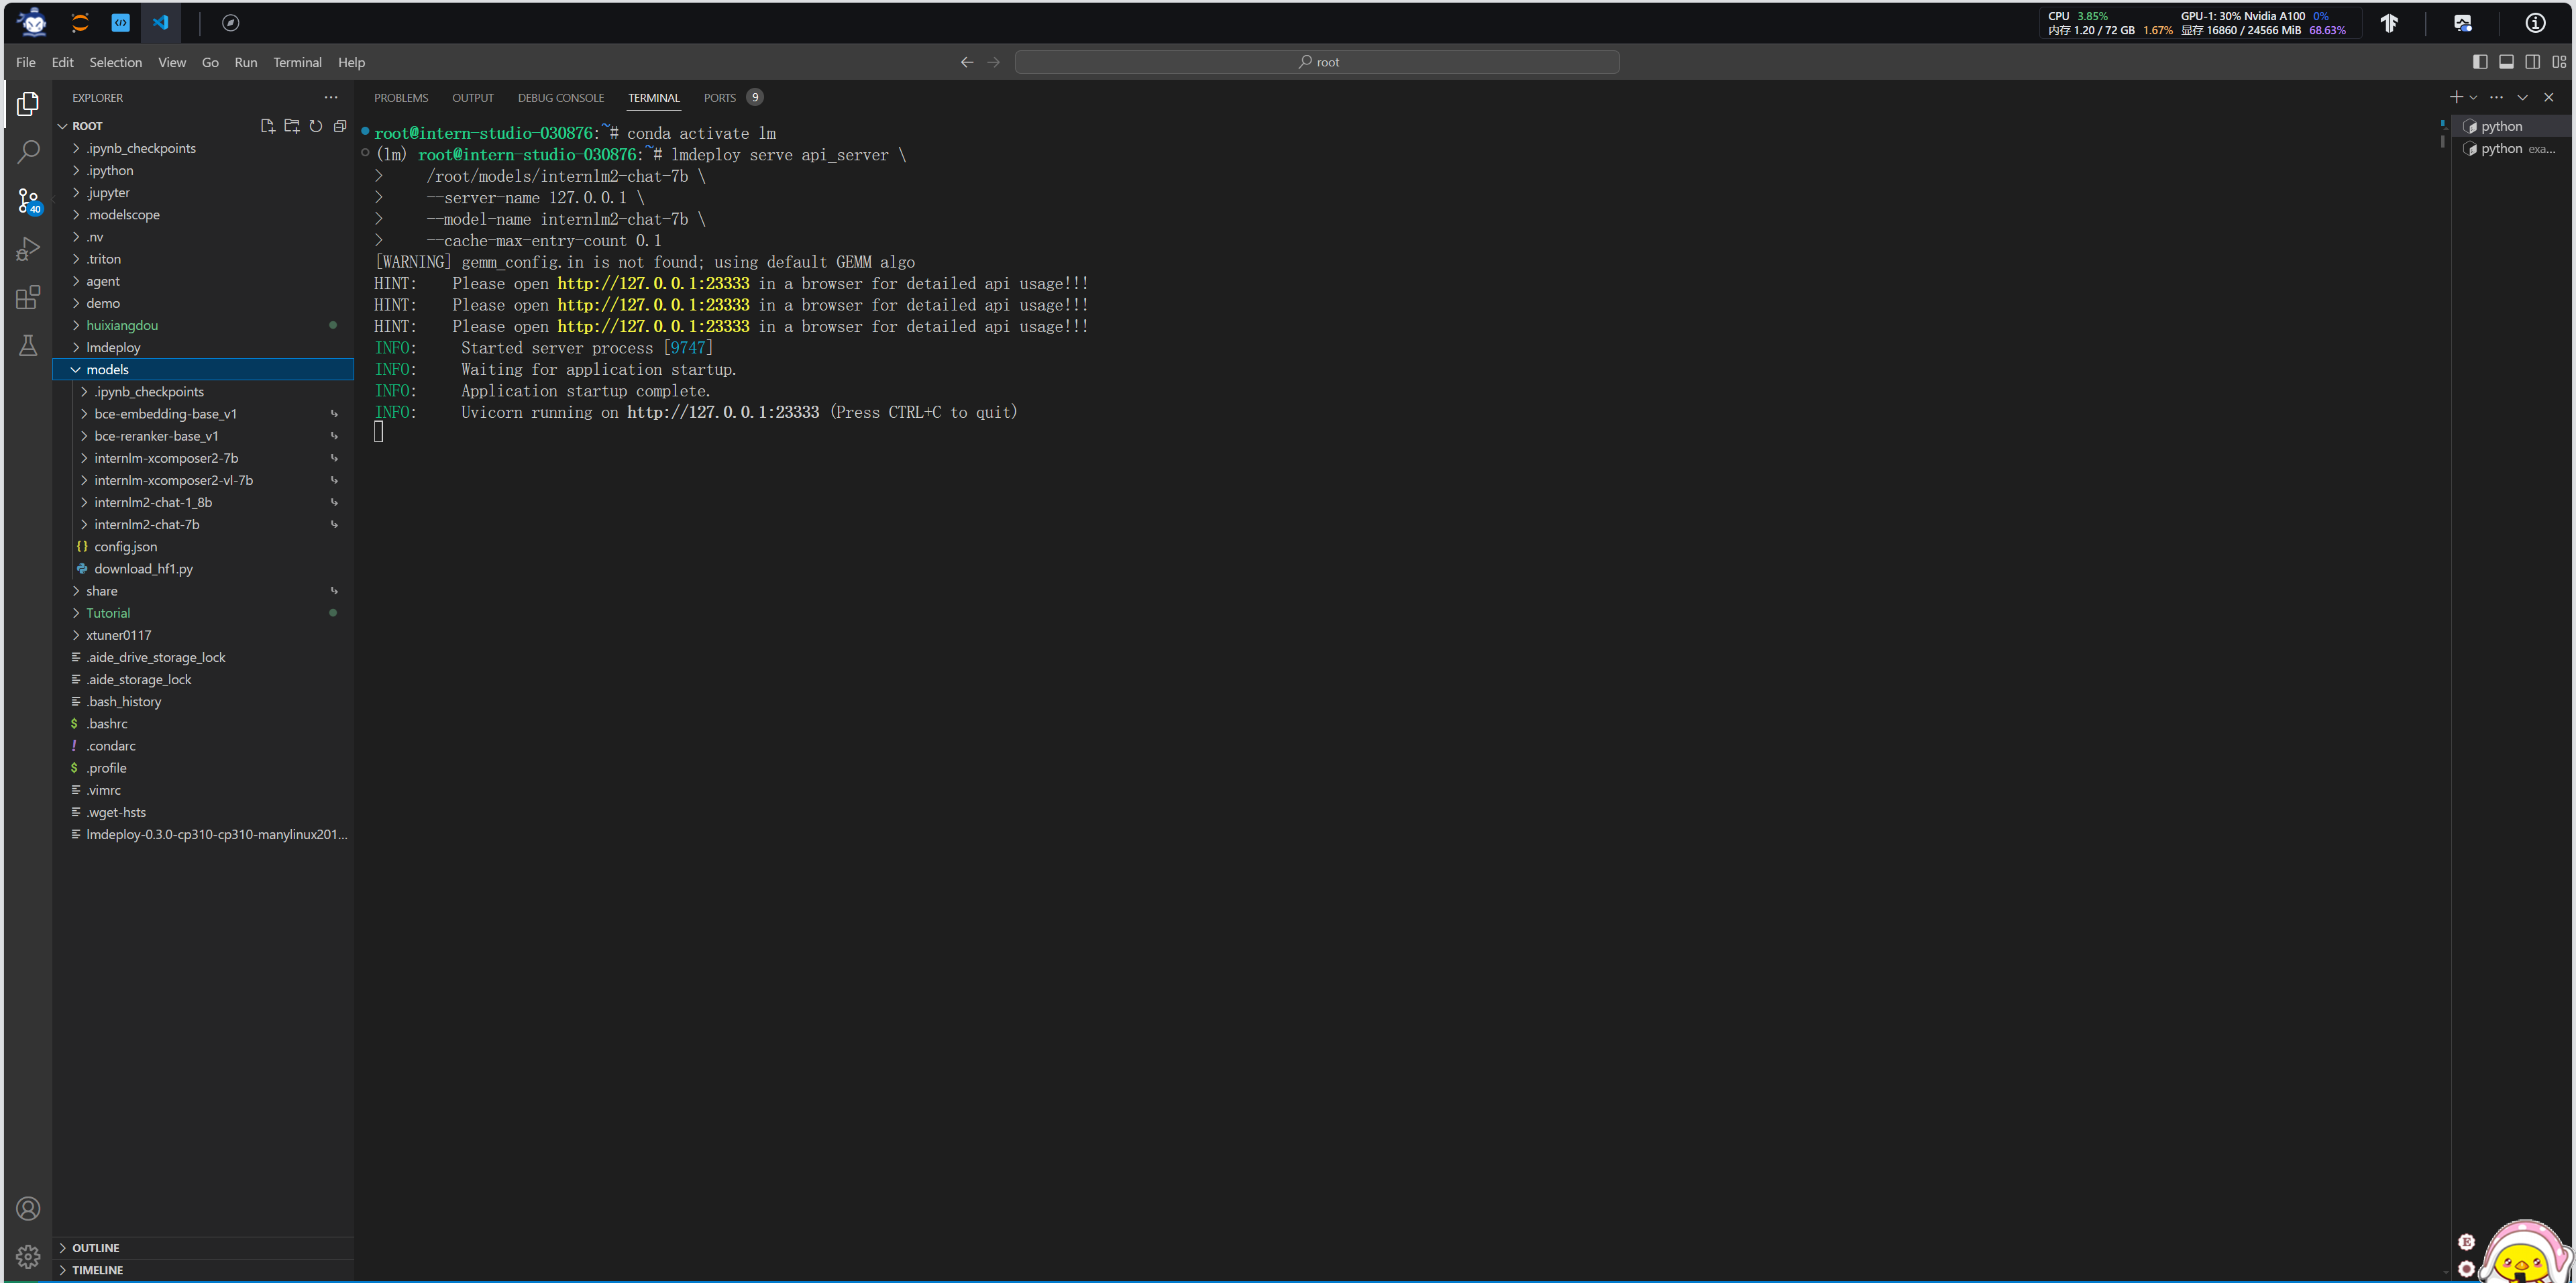 CPU 3.85% GPU-1: 30% Nvidia A100 0%
内存 1.20 / 72 GB 1.67% 显存 16860 / 24566 MiB 68.63%
File Edit Selection View Go Run Terminal Help
root
EXPLORER
ROOT
.ipynb_checkpoints
.ipython
.jupyter
.modelscope
.nv
.triton
agent
demo
huixiangdou
lmdeploy
models
.ipynb_checkpoints
bce-embedding-base_v1
bce-reranker-base_v1
internlm-xcomposer2-7b
internlm-xcomposer2-vl-7b
internlm2-chat-1_8b
internlm2-chat-7b
config.json
download_hf1.py
share
Tutorial
xtuner0117
.aide_drive_storage_lock
.aide_storage_lock
.bash_history
.bashrc
.condarc
.profile
.vimrc
.wget-hsts
lmdeploy-0.3.0-cp310-cp310-manylinux201...
OUTLINE
TIMELINE
40
PROBLEMS OUTPUT DEBUG CONSOLE TERMINAL PORTS 9
root@intern-studio-030876:~# conda activate lm
(lm) root@intern-studio-030876:~# lmdeploy serve api_server \
> /root/models/internlm2-chat-7b \
> --server-name 127.0.0.1 \
> --model-name internlm2-chat-7b \
> --cache-max-entry-count 0.1
[WARNING] gemm_config.in is not found; using default GEMM algo
HINT: Please open http://127.0.0.1:23333 in a browser for detailed api usage!!!
HINT: Please open http://127.0.0.1:23333 in a browser for detailed api usage!!!
HINT: Please open http://127.0.0.1:23333 in a browser for detailed api usage!!!
INFO: Started server process [9747]
INFO: Waiting for application startup.
INFO: Application startup complete.
INFO: Uvicorn running on http://127.0.0.1:23333 (Press CTRL+C to quit)
python
python exa...
E